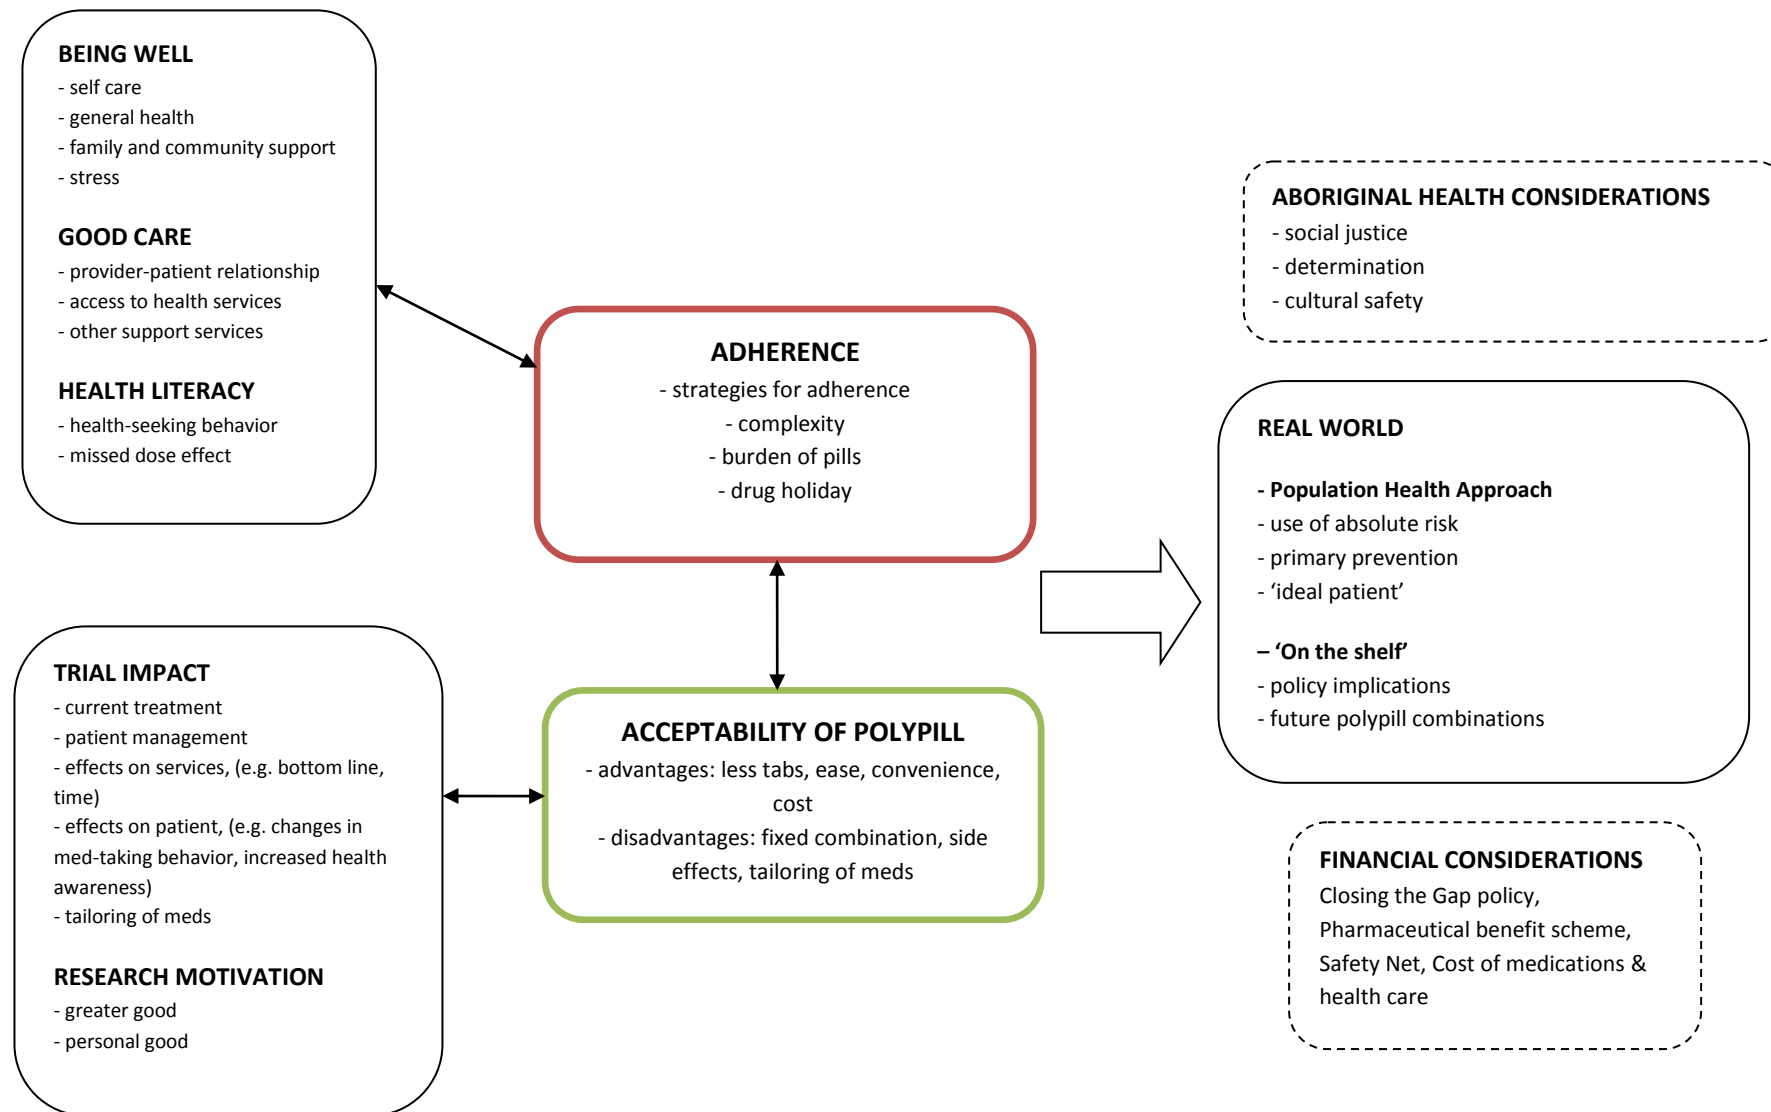 BEING WELL
- self care
- general health
- family and community support
- stress
GOOD CARE
- provider-patient relationship
- access to health services
- other support services
HEALTH LITERACY
- health-seeking behavior
- missed dose effect
TRIAL IMPACT
- current treatment
- patient management
- effects on services, (e.g. bottom line,
time)
- effects on patient, (e.g. changes in
med-taking behavior, increased health
awareness)
- tailoring of meds
RESEARCH MOTIVATION
- greater good
- personal good
ADHERENCE
- strategies for adherence
- complexity
- burden of pills
- drug holiday
ACCEPTABILITY OF POLYPILL
- advantages: less tabs, ease, convenience,
cost
- disadvantages: fixed combination, side
effects, tailoring of meds
ABORIGINAL HEALTH CONSIDERATIONS
- social justice
- determination
- cultural safety
REAL WORLD
- Population Health Approach
- use of absolute risk
- primary prevention
- ‘ideal patient’
– ‘On the shelf’
- policy implications
- future polypill combinations
FINANCIAL CONSIDERATIONS
Closing the Gap policy,
Pharmaceutical benefit scheme,
Safety Net, Cost of medications &
health care